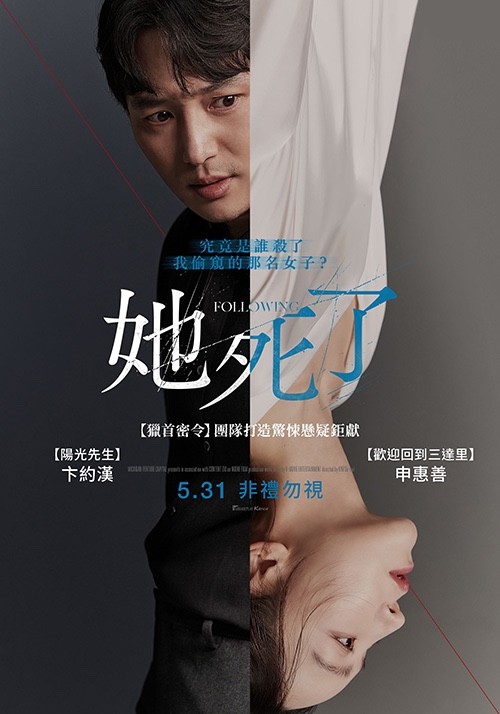 究竟是誰殺了
我偷窺的那名女子？
FOLLOWING
她死了
【獵首密令】團隊打造驚悚懸疑鉅獻
【陽光先生】
卞約漢
【歡迎回到三達里】
申惠善
5.31 非禮勿視